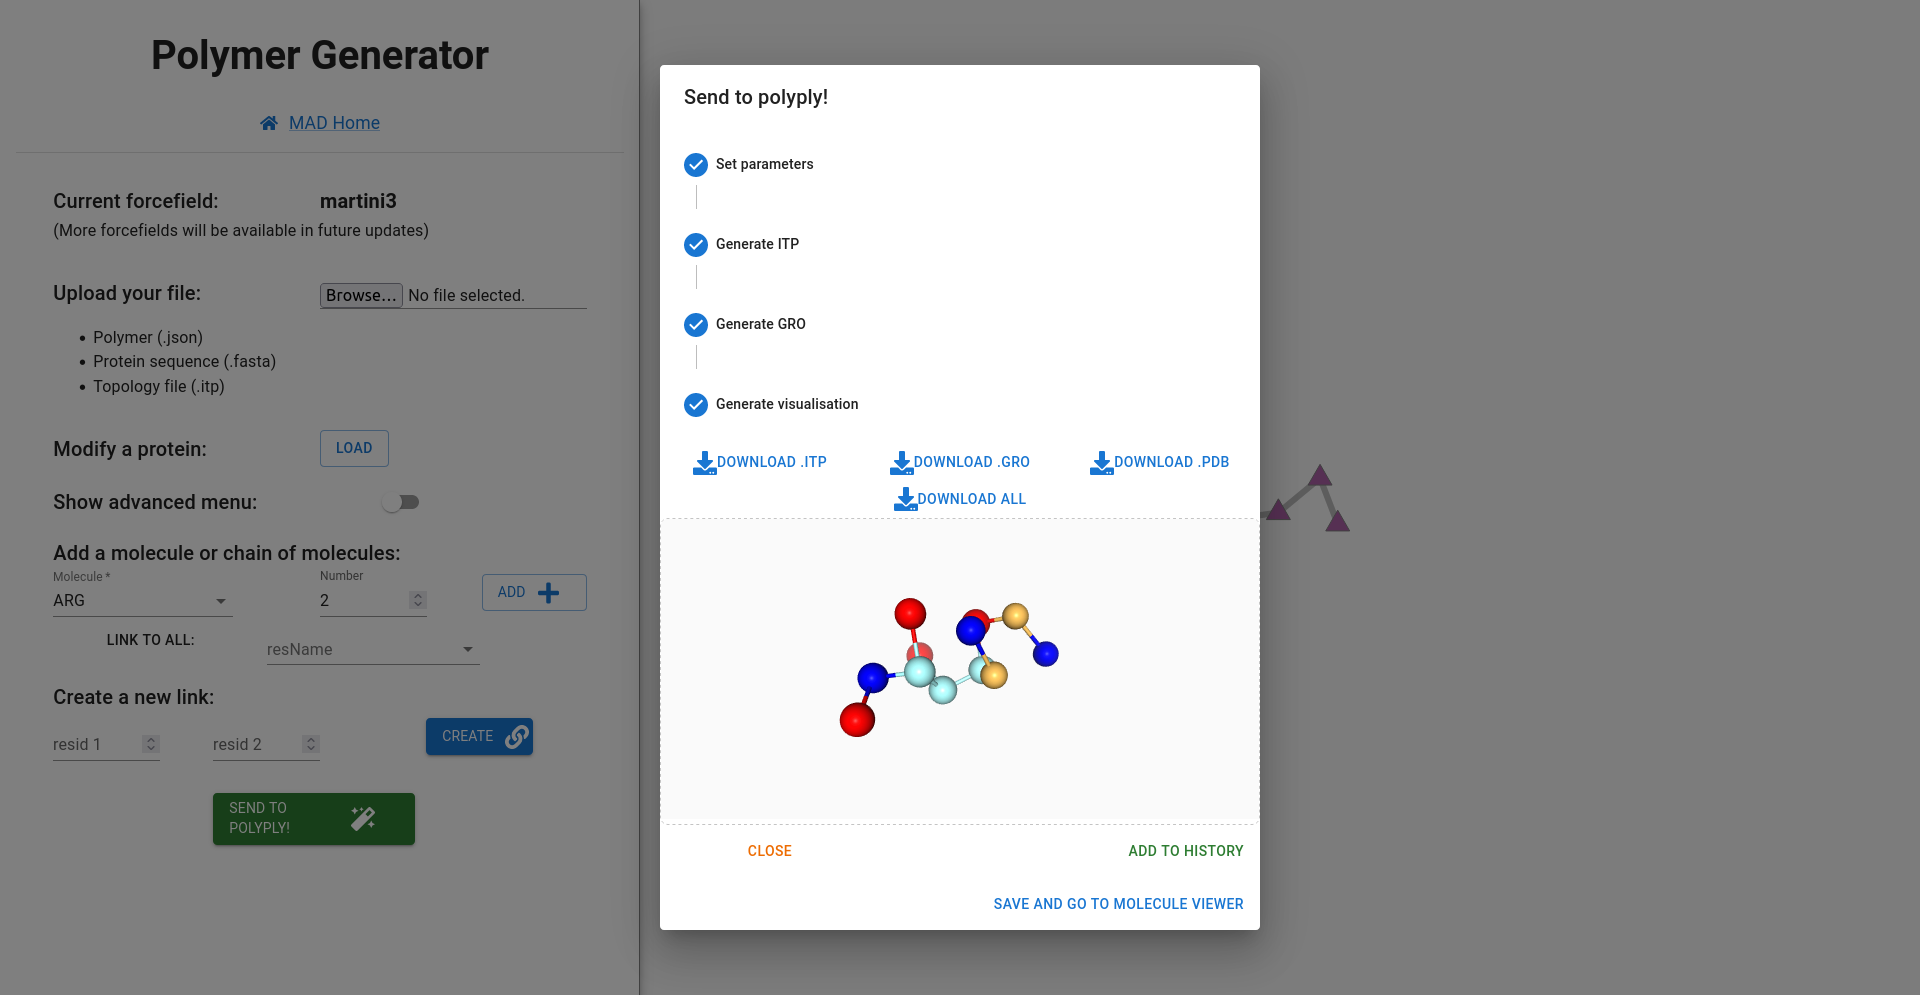 Polymer Generator
MAD Home
Current forcefield: martini3
(More forcefields will be available in future updates)
Upload your file: Browse... No file selected.
Polymer (.json)
Protein sequence (.fasta)
Topology file (.itp)
Modify a protein: LOAD
Show advanced menu:
Add a molecule or chain of molecules:
Molecule * Number
ARG 2 ADD
LINK TO ALL: resName
Create a new link:
resid 1 resid 2 CREATE
SEND TO
POLYPLY!
Send to polyply!
Set parameters
Generate ITP
Generate GRO
Generate visualisation
DOWNLOAD .ITP DOWNLOAD .GRO DOWNLOAD .PDB
DOWNLOAD ALL
CLOSE ADD TO HISTORY
SAVE AND GO TO MOLECULE VIEWER